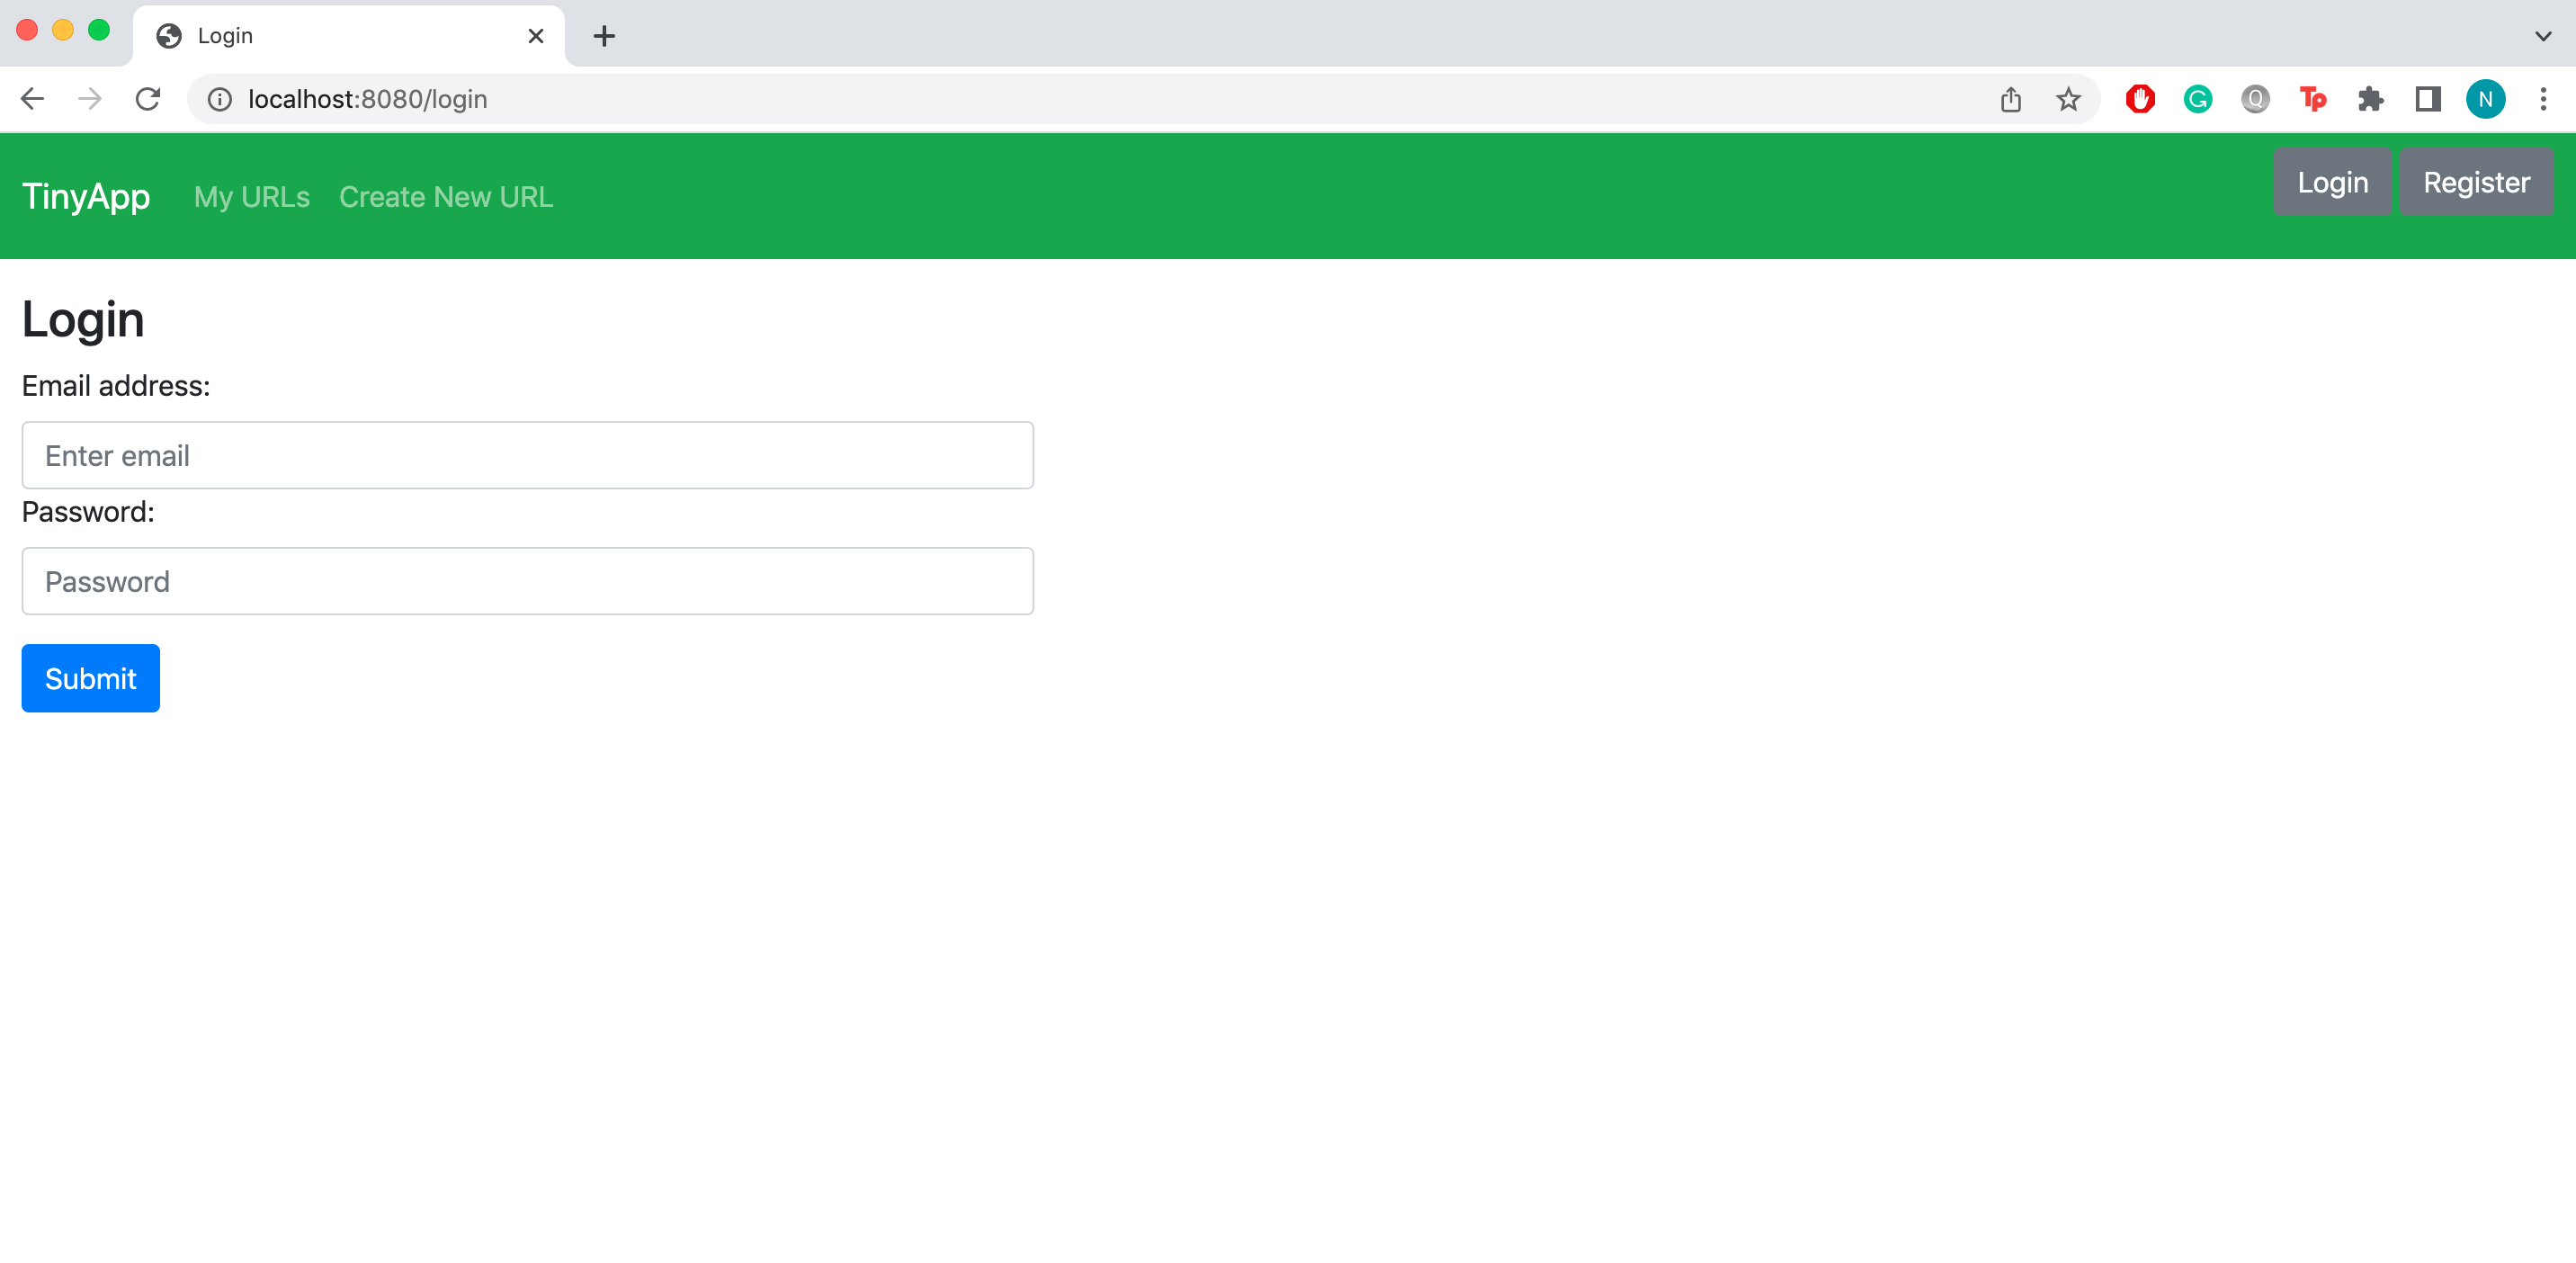 Login
localhost:8080/login
N
TinyApp My URLs Create New URL Login Register
Login
Email address:
Enter email
Password:
Password
Submit